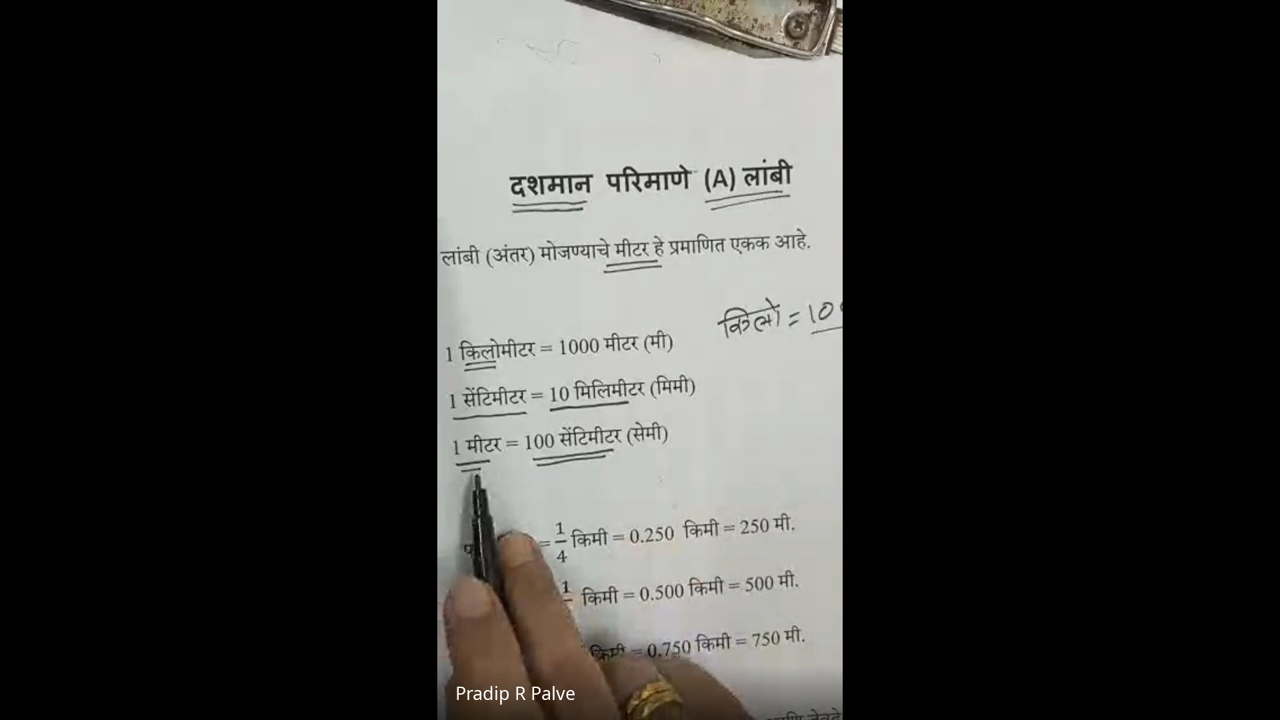 दशमान परिमाणे (A) लांबी
लांबी (अंतर) मोजण्याचे मीटर हे प्रमाणित एकक आहे.
किलो = 10
1 किलोमीटर = 1000 मीटर (मी)
1 सेंटिमीटर = 10 मिलिमीटर (मिमी)
1 मीटर = 100 सेंटिमीटर (सेमी)
= 1/4 किमी = 0.250 किमी = 250 मी.
किमी = 0.500 किमी = 500 मी.
किमी = 0.750 किमी = 750 मी.
Pradip R Palve